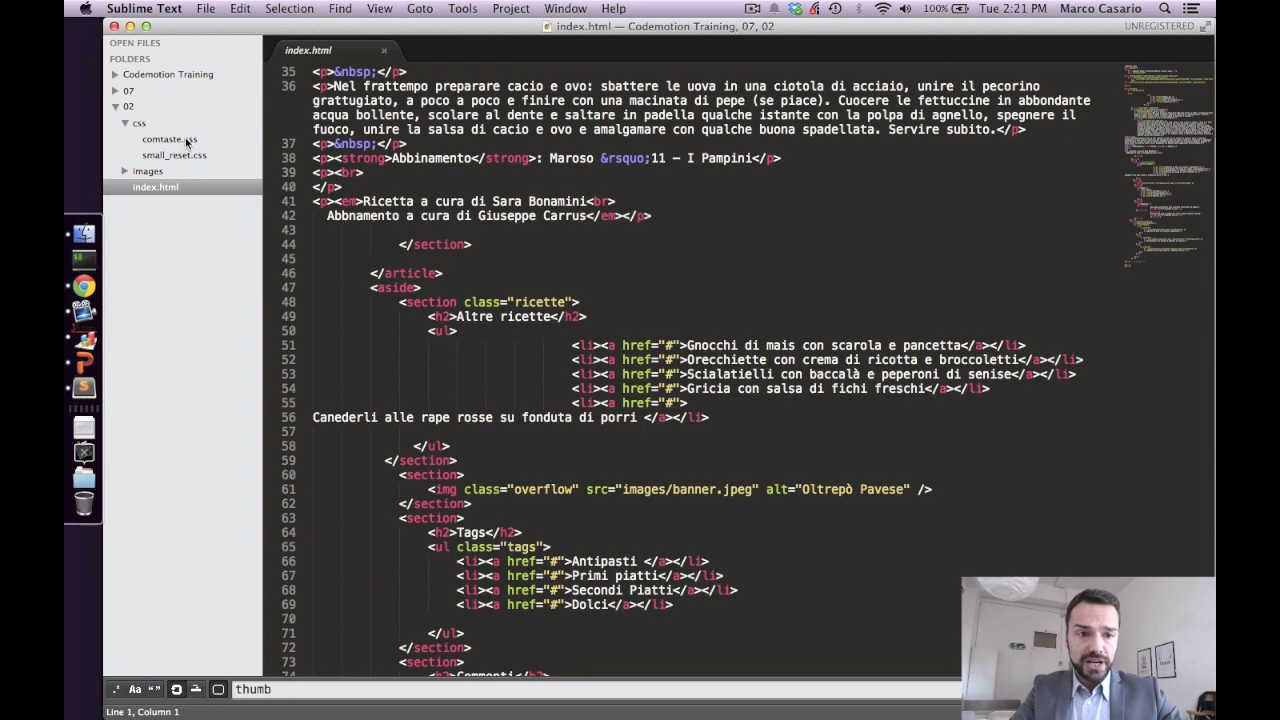 Sublime Text File Edit Selection Find View Goto Tools Project Window Help 100% Tue 2:21 PM Marco Casario
index.html — Codemotion Training, 07, 02 UNREGISTERED
OPEN FILES
FOLDERS
Codemotion Training
07
02
css
comtaste.css
small_reset.css
images
index.html
index.html ×
35 <p>&nbsp;</p>
36 <p>Nel frattempo, cacio e ovo: sbattere le uova in una ciotola di acciaio, unire il pecorino
grattugiato, a poco a poco e finire con una macinata di pepe (se piace). Cuocere le fettuccine in abbondante
acqua bollente, scolare al dente e saltare in padella qualche istante con la polpa di agnello, spegnere il
fuoco, unire la salsa di cacio e ovo e amalgamare con qualche buona spadellata. Servire subito.</p>
37 <p>&nbsp;</p>
38 <p><strong>Abbinamento</strong>: Maroso &rsquo;11 – I Pampini</p>
39 <p><br>
40 </p>
41 <p><em>Ricetta a cura di Sara Bonamini<br>
42 Abbnamento a cura di Giuseppe Carrus</em></p>
43
44 </section>
45
46 </article>
47 <aside>
48 <section class="ricette">
49 <h2>Altre ricette</h2>
50 <ul>
51 <li><a href="#">Gnocchi di mais con scarola e pancetta</a></li>
52 <li><a href="#">Orecchiette con crema di ricotta e broccoletti</a></li>
53 <li><a href="#">Scialatielli con baccalà e peperoni di senise</a></li>
54 <li><a href="#">Gricia con salsa di fichi freschi</a></li>
55 <li><a href="#">
56 Canederli alle rape rosse su fonduta di porri </a></li>
57
58 </ul>
59 </section>
60 <section>
61 <img class="overflow" src="images/banner.jpeg" alt="Oltrepò Pavese" />
62 </section>
63 <section>
64 <h2>Tags</h2>
65 <ul class="tags">
66 <li><a href="#">Antipasti </a></li>
67 <li><a href="#">Primi piatti</a></li>
68 <li><a href="#">Secondi Piatti</a></li>
69 <li><a href="#">Dolci</a></li>
70
71 </ul>
72 </section>
73 <section>
<h2>Commenti</h2>
.* Aa “” thumb
Line 1, Column 1